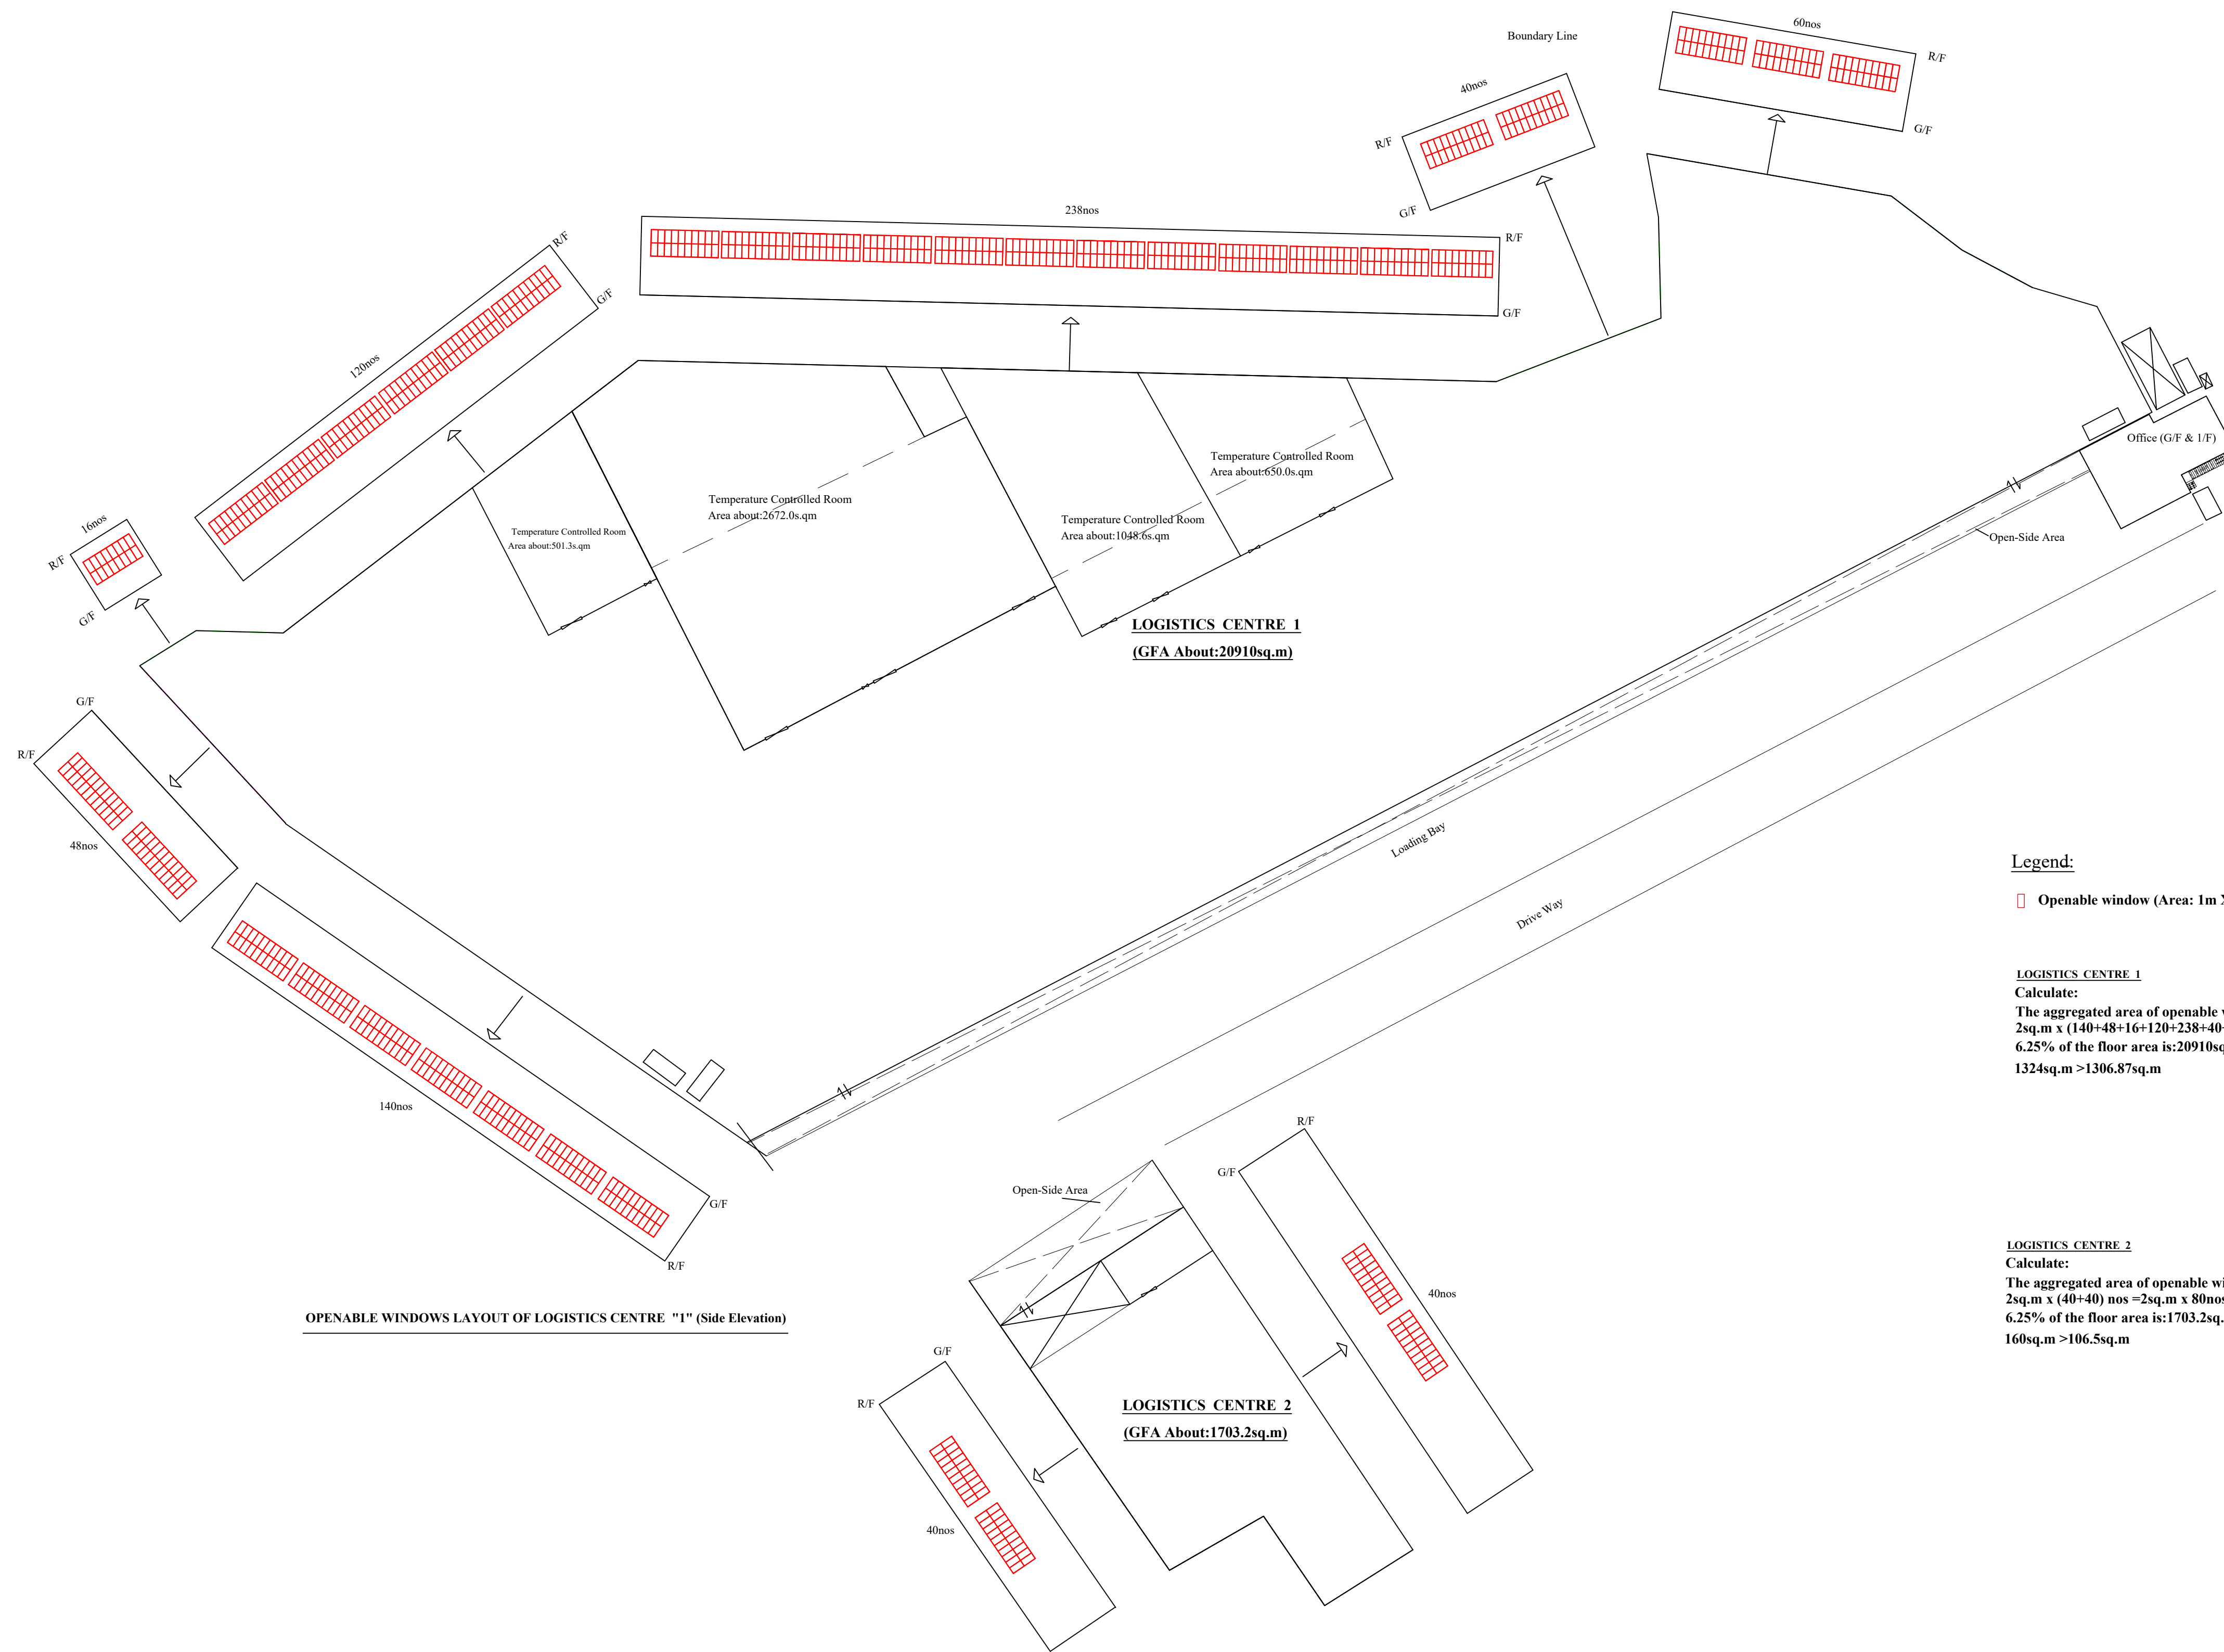 60nos
Boundary Line
R/F
40nos
G/F
R/F
G/F
238nos
R/F
G/F
R/F
G/F
120nos
16nos
R/F
G/F
Office (G/F & 1/F)
Temperature Controlled Room
Area about:650.0s.qm
Temperature Controlled Room
Area about:2672.0s.qm
Temperature Controlled Room
Area about:1048.6s.qm
Temperature Controlled Room
Area about:501.3s.qm
Open-Side Area
LOGISTICS CENTRE 1
(GFA About:20910sq.m)
G/F
R/F
48nos
Loading Bay
Drive Way
Legend:
Openable window (Area: 1m X
LOGISTICS CENTRE 1
Calculate:
The aggregated area of openable
2sq.m x (140+48+16+120+238+40+
6.25% of the floor area is:20910sq
1324sq.m >1306.87sq.m
140nos
G/F
R/F
R/F
G/F
Open-Side Area
40nos
LOGISTICS CENTRE 2
Calculate:
The aggregated area of openable wi
2sq.m x (40+40) nos =2sq.m x 80nos
6.25% of the floor area is:1703.2sq.
160sq.m >106.5sq.m
OPENABLE WINDOWS LAYOUT OF LOGISTICS CENTRE "1" (Side Elevation)
G/F
R/F
LOGISTICS CENTRE 2
(GFA About:1703.2sq.m)
40nos